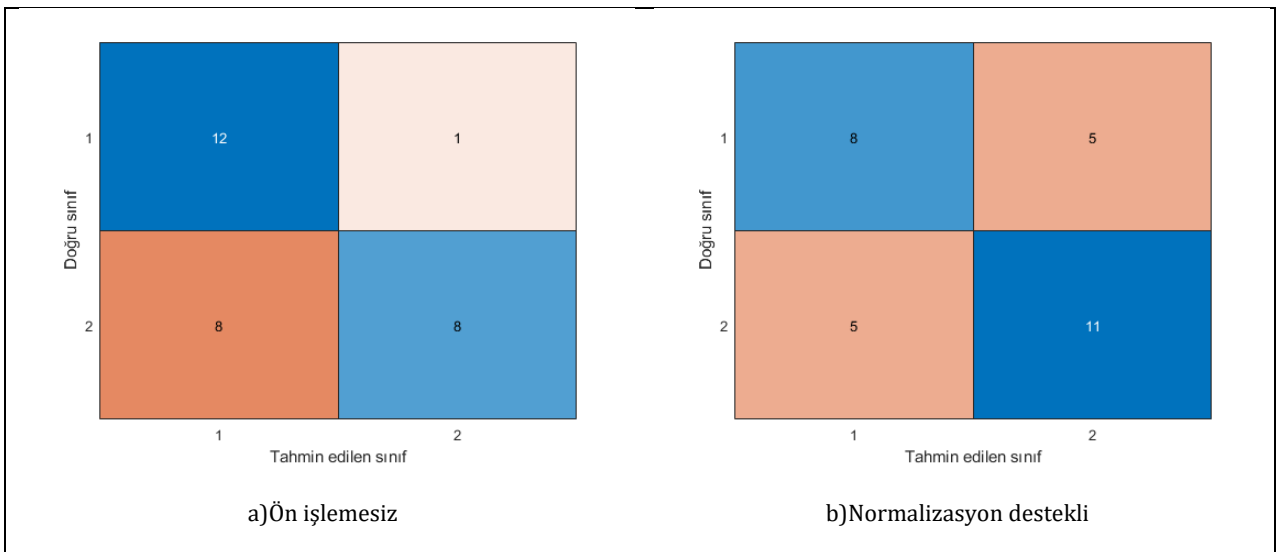 1
12
1
Doğru sınıf
2
8
8
1
2
Tahmin edilen sınıf
a)Ön işlemesiz
1
8
5
Doğru sınıf
2
5
11
1
2
Tahmin edilen sınıf
b)Normalizasyon destekli